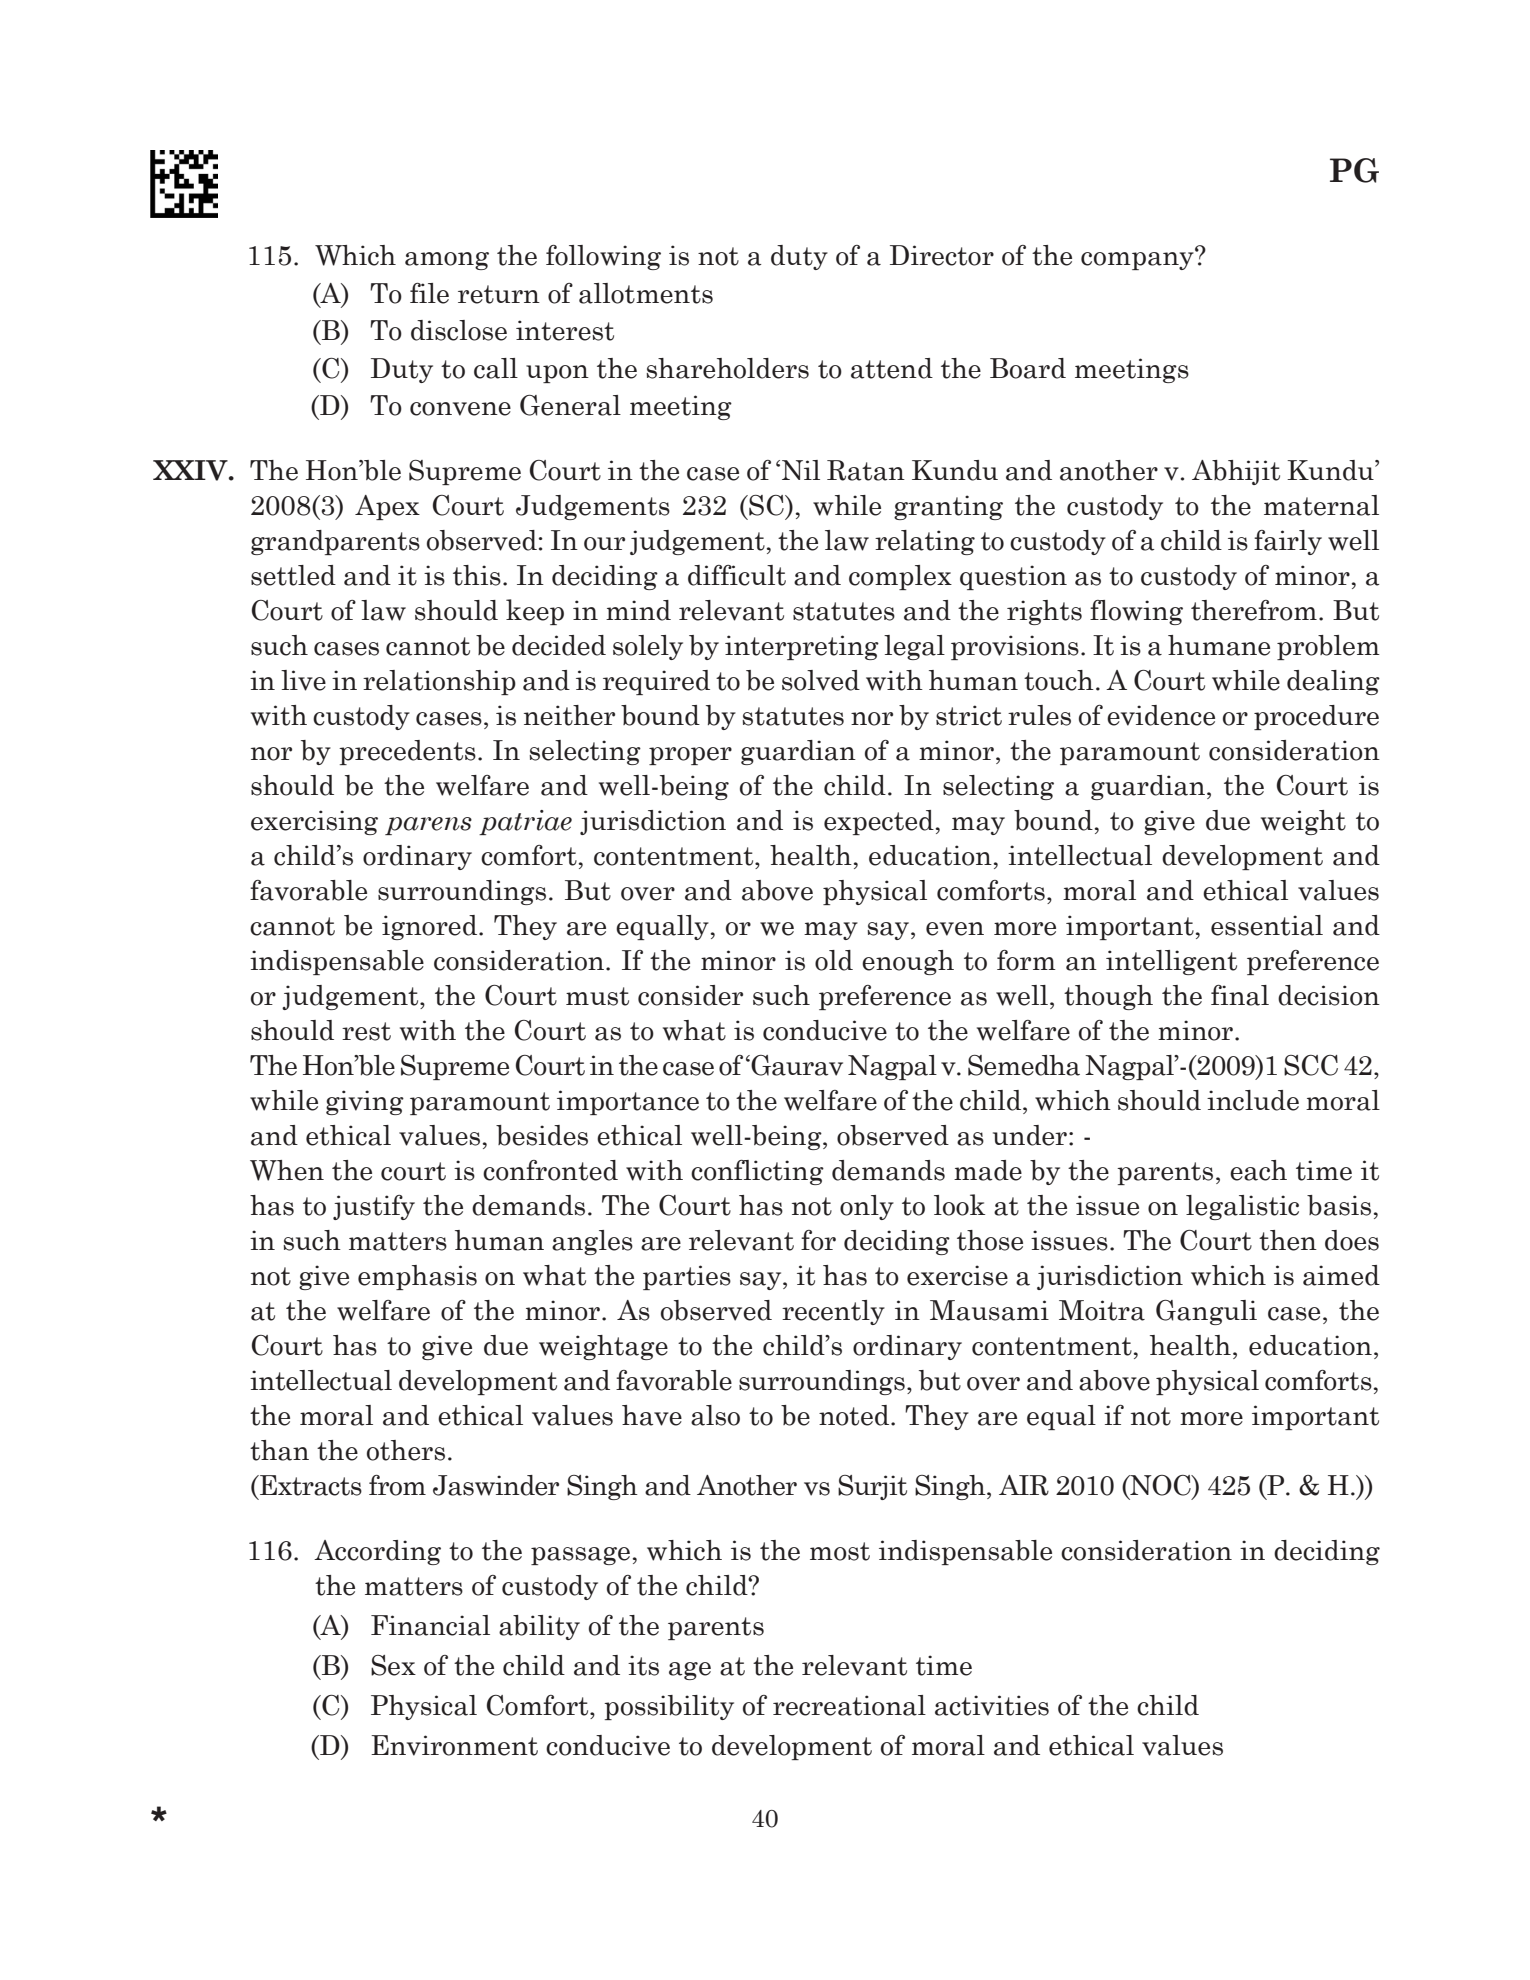 PG
115. Which among the following is not a duty of a Director of the company?
(A) To file return of allotments
(B) To disclose interest
(C) Duty to call upon the shareholders to attend the Board meetings
(D) To convene General meeting
XXIV. The Hon’ble Supreme Court in the case of ‘Nil Ratan Kundu and another v. Abhijit Kundu’
2008(3) Apex Court Judgements 232 (SC), while granting the custody to the maternal
grandparents observed: In our judgement, the law relating to custody of a child is fairly well
settled and it is this. In deciding a difficult and complex question as to custody of minor, a
Court of law should keep in mind relevant statutes and the rights flowing therefrom. But
such cases cannot be decided solely by interpreting legal provisions. It is a humane problem
in live in relationship and is required to be solved with human touch. A Court while dealing
with custody cases, is neither bound by statutes nor by strict rules of evidence or procedure
nor by precedents. In selecting proper guardian of a minor, the paramount consideration
should be the welfare and well-being of the child. In selecting a guardian, the Court is
exercising parens patriae jurisdiction and is expected, may bound, to give due weight to
a child’s ordinary comfort, contentment, health, education, intellectual development and
favorable surroundings. But over and above physical comforts, moral and ethical values
cannot be ignored. They are equally, or we may say, even more important, essential and
indispensable consideration. If the minor is old enough to form an intelligent preference
or judgement, the Court must consider such preference as well, though the final decision
should rest with the Court as to what is conducive to the welfare of the minor.
The Hon’ble Supreme Court in the case of ‘Gaurav Nagpal v. Semedha Nagpal’-(2009)1 SCC 42,
while giving paramount importance to the welfare of the child, which should include moral
and ethical values, besides ethical well-being, observed as under: -
When the court is confronted with conflicting demands made by the parents, each time it
has to justify the demands. The Court has not only to look at the issue on legalistic basis,
in such matters human angles are relevant for deciding those issues. The Court then does
not give emphasis on what the parties say, it has to exercise a jurisdiction which is aimed
at the welfare of the minor. As observed recently in Mausami Moitra Ganguli case, the
Court has to give due weightage to the child’s ordinary contentment, health, education,
intellectual development and favorable surroundings, but over and above physical comforts,
the moral and ethical values have also to be noted. They are equal if not more important
than the others.
(Extracts from Jaswinder Singh and Another vs Surjit Singh, AIR 2010 (NOC) 425 (P. & H.))
116. According to the passage, which is the most indispensable consideration in deciding
the matters of custody of the child?
(A) Financial ability of the parents
(B) Sex of the child and its age at the relevant time
(C) Physical Comfort, possibility of recreational activities of the child
(D) Environment conducive to development of moral and ethical values
* 40